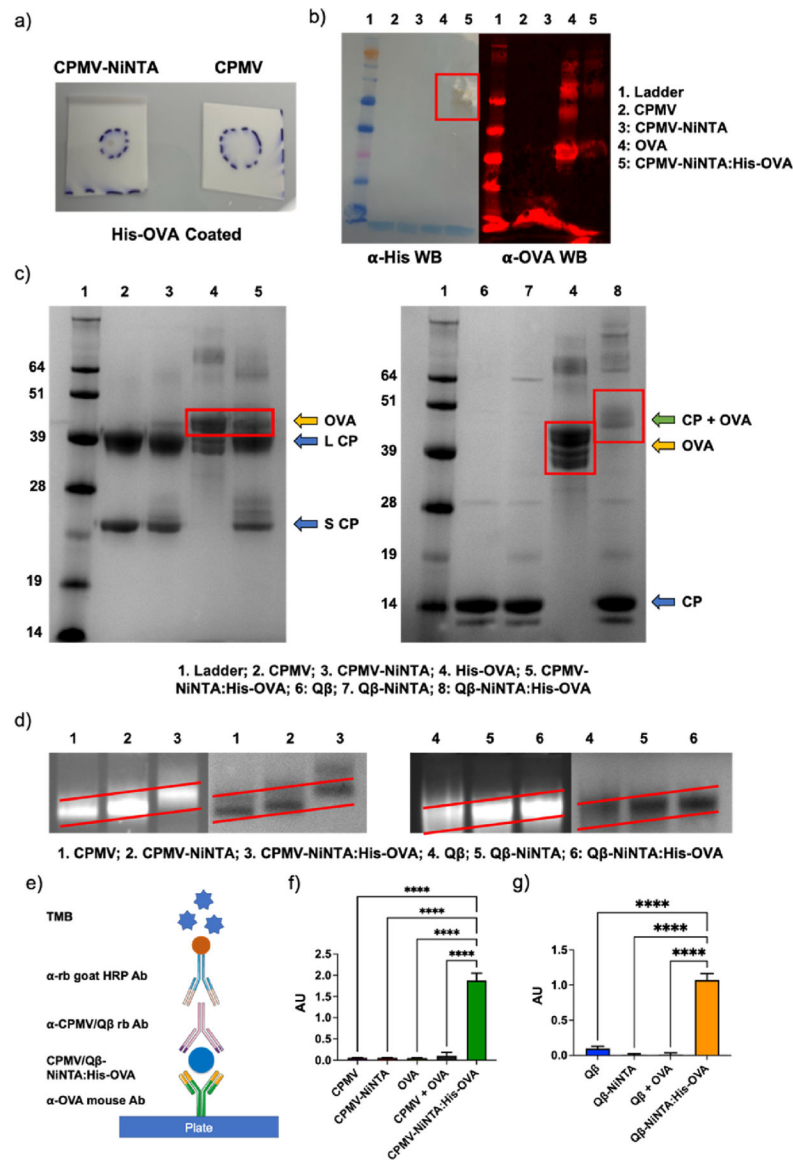 a)
CPMV-NiNTA CPMV
His-OVA Coated
b)
1 2 3 4 5 1 2 3 4 5
1. Ladder
2. CPMV
3: CPMV-NiNTA
4: OVA
5: CPMV-NiNTA:His-OVA
α-His WB α-OVA WB
c)
1 2 3 4 5 1 6 7 4 8
64
51
39
28
19
14
OVA
L CP
S CP
64
51
39
28
19
14
CP + OVA
OVA
CP
1. Ladder; 2. CPMV; 3. CPMV-NiNTA; 4. His-OVA; 5. CPMV-
NiNTA:His-OVA; 6: Qβ; 7. Qβ-NiNTA; 8: Qβ-NiNTA:His-OVA
d)
1 2 3 1 2 3 4 5 6 4 5 6
1. CPMV; 2. CPMV-NiNTA; 3. CPMV-NiNTA:His-OVA; 4. Qβ; 5. Qβ-NiNTA; 6: Qβ-NiNTA:His-OVA
e)
TMB
α-rb goat HRP Ab
α-CPMV/Qβ rb Ab
CPMV/Qβ-
NiNTA:His-OVA
α-OVA mouse Ab
Plate
f)
****
****
****
****
AU
2.5
2.0
1.5
1.0
0.5
0.0
CPMV
CPMV-NiNTA
OVA
CPMV + OVA
CPMV-NiNTA:His-OVA
g)
****
****
****
AU
1.5
1.0
0.5
0.0
Qβ
Qβ-NiNTA
Qβ + OVA
Qβ-NiNTA:His-OVA